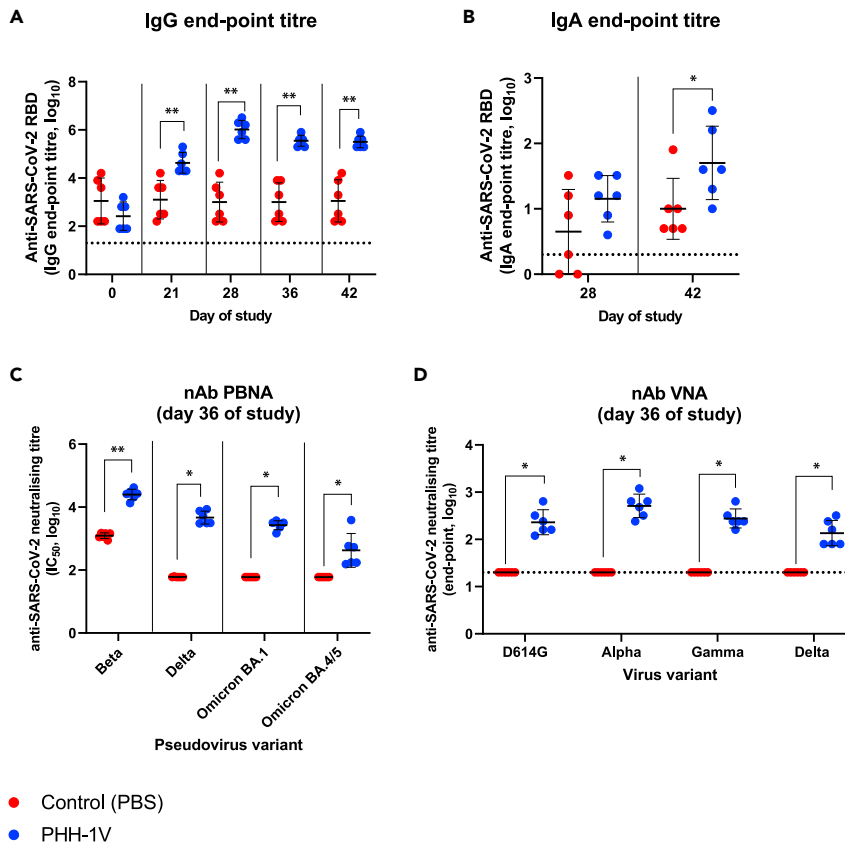 A
IgG end-point titre
Anti-SARS-CoV-2 RBD
(IgG end-point titre, log10)
8
6
4
2
0
**
**
**
**
0
21
28
36
42
Day of study
B
IgA end-point titre
Anti-SARS-CoV-2 RBD
(IgA end-point titre, log10)
3
2
1
0
*
28
42
Day of study
C
nAb PBNA
(day 36 of study)
anti-SARS-CoV-2 neutralising titre
(IC50, log10)
6
4
2
0
**
*
*
*
Beta
Delta
Omicron BA.1
Omicron BA.4/5
Pseudovirus variant
D
nAb VNA
(day 36 of study)
anti-SARS-CoV-2 neutralising titre
(end-point, log10)
4
3
2
1
0
*
*
*
*
D614G
Alpha
Gamma
Delta
Virus variant
Control (PBS)
PHH-1V